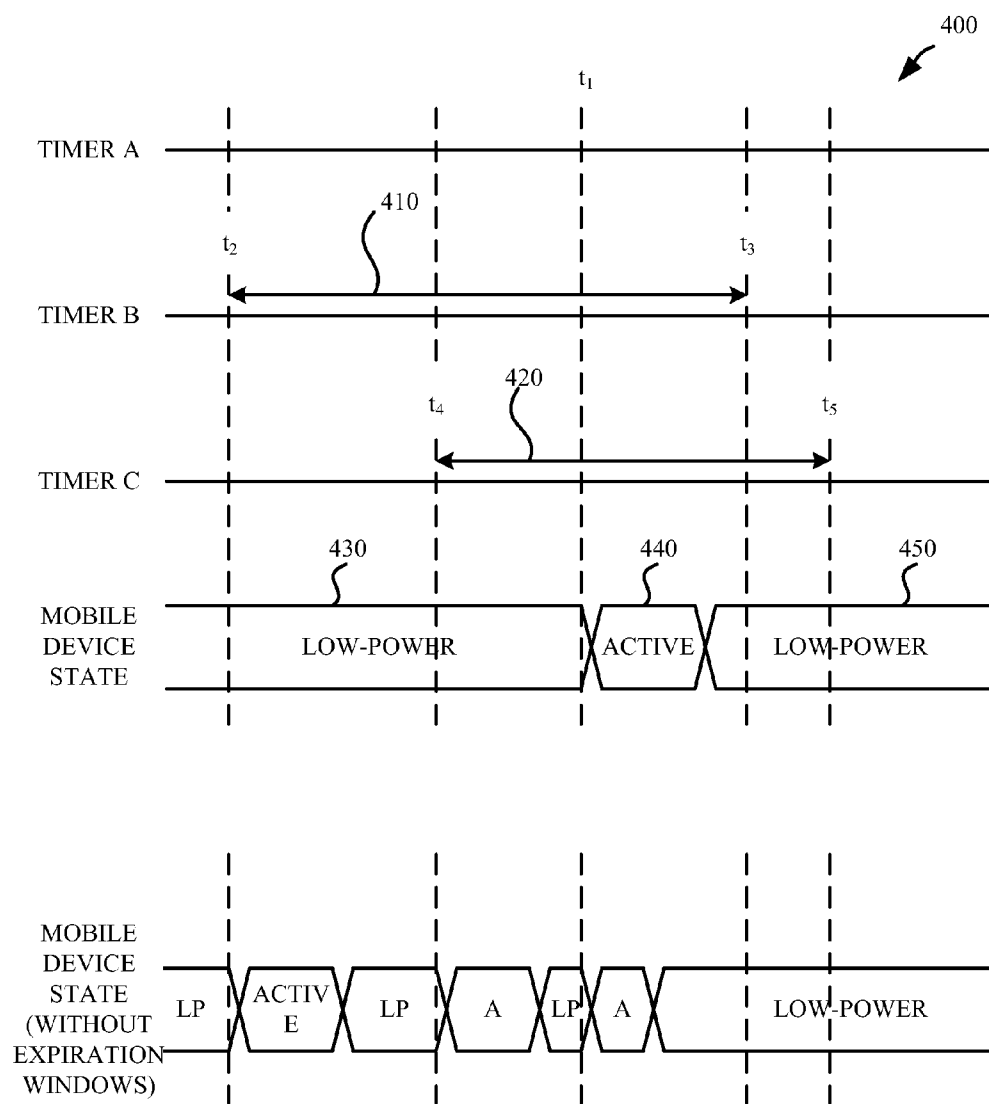 400
t1
TIMER A
410
t2
t3
TIMER B
420
t4
t5
TIMER C
430
440
450
MOBILE
DEVICE
STATE
LOW-POWER
ACTIVE
LOW-POWER
MOBILE
DEVICE
STATE
(WITHOUT
EXPIRATION
WINDOWS)
LP
ACTIV
E
LP
A
LP
A
LOW-POWER